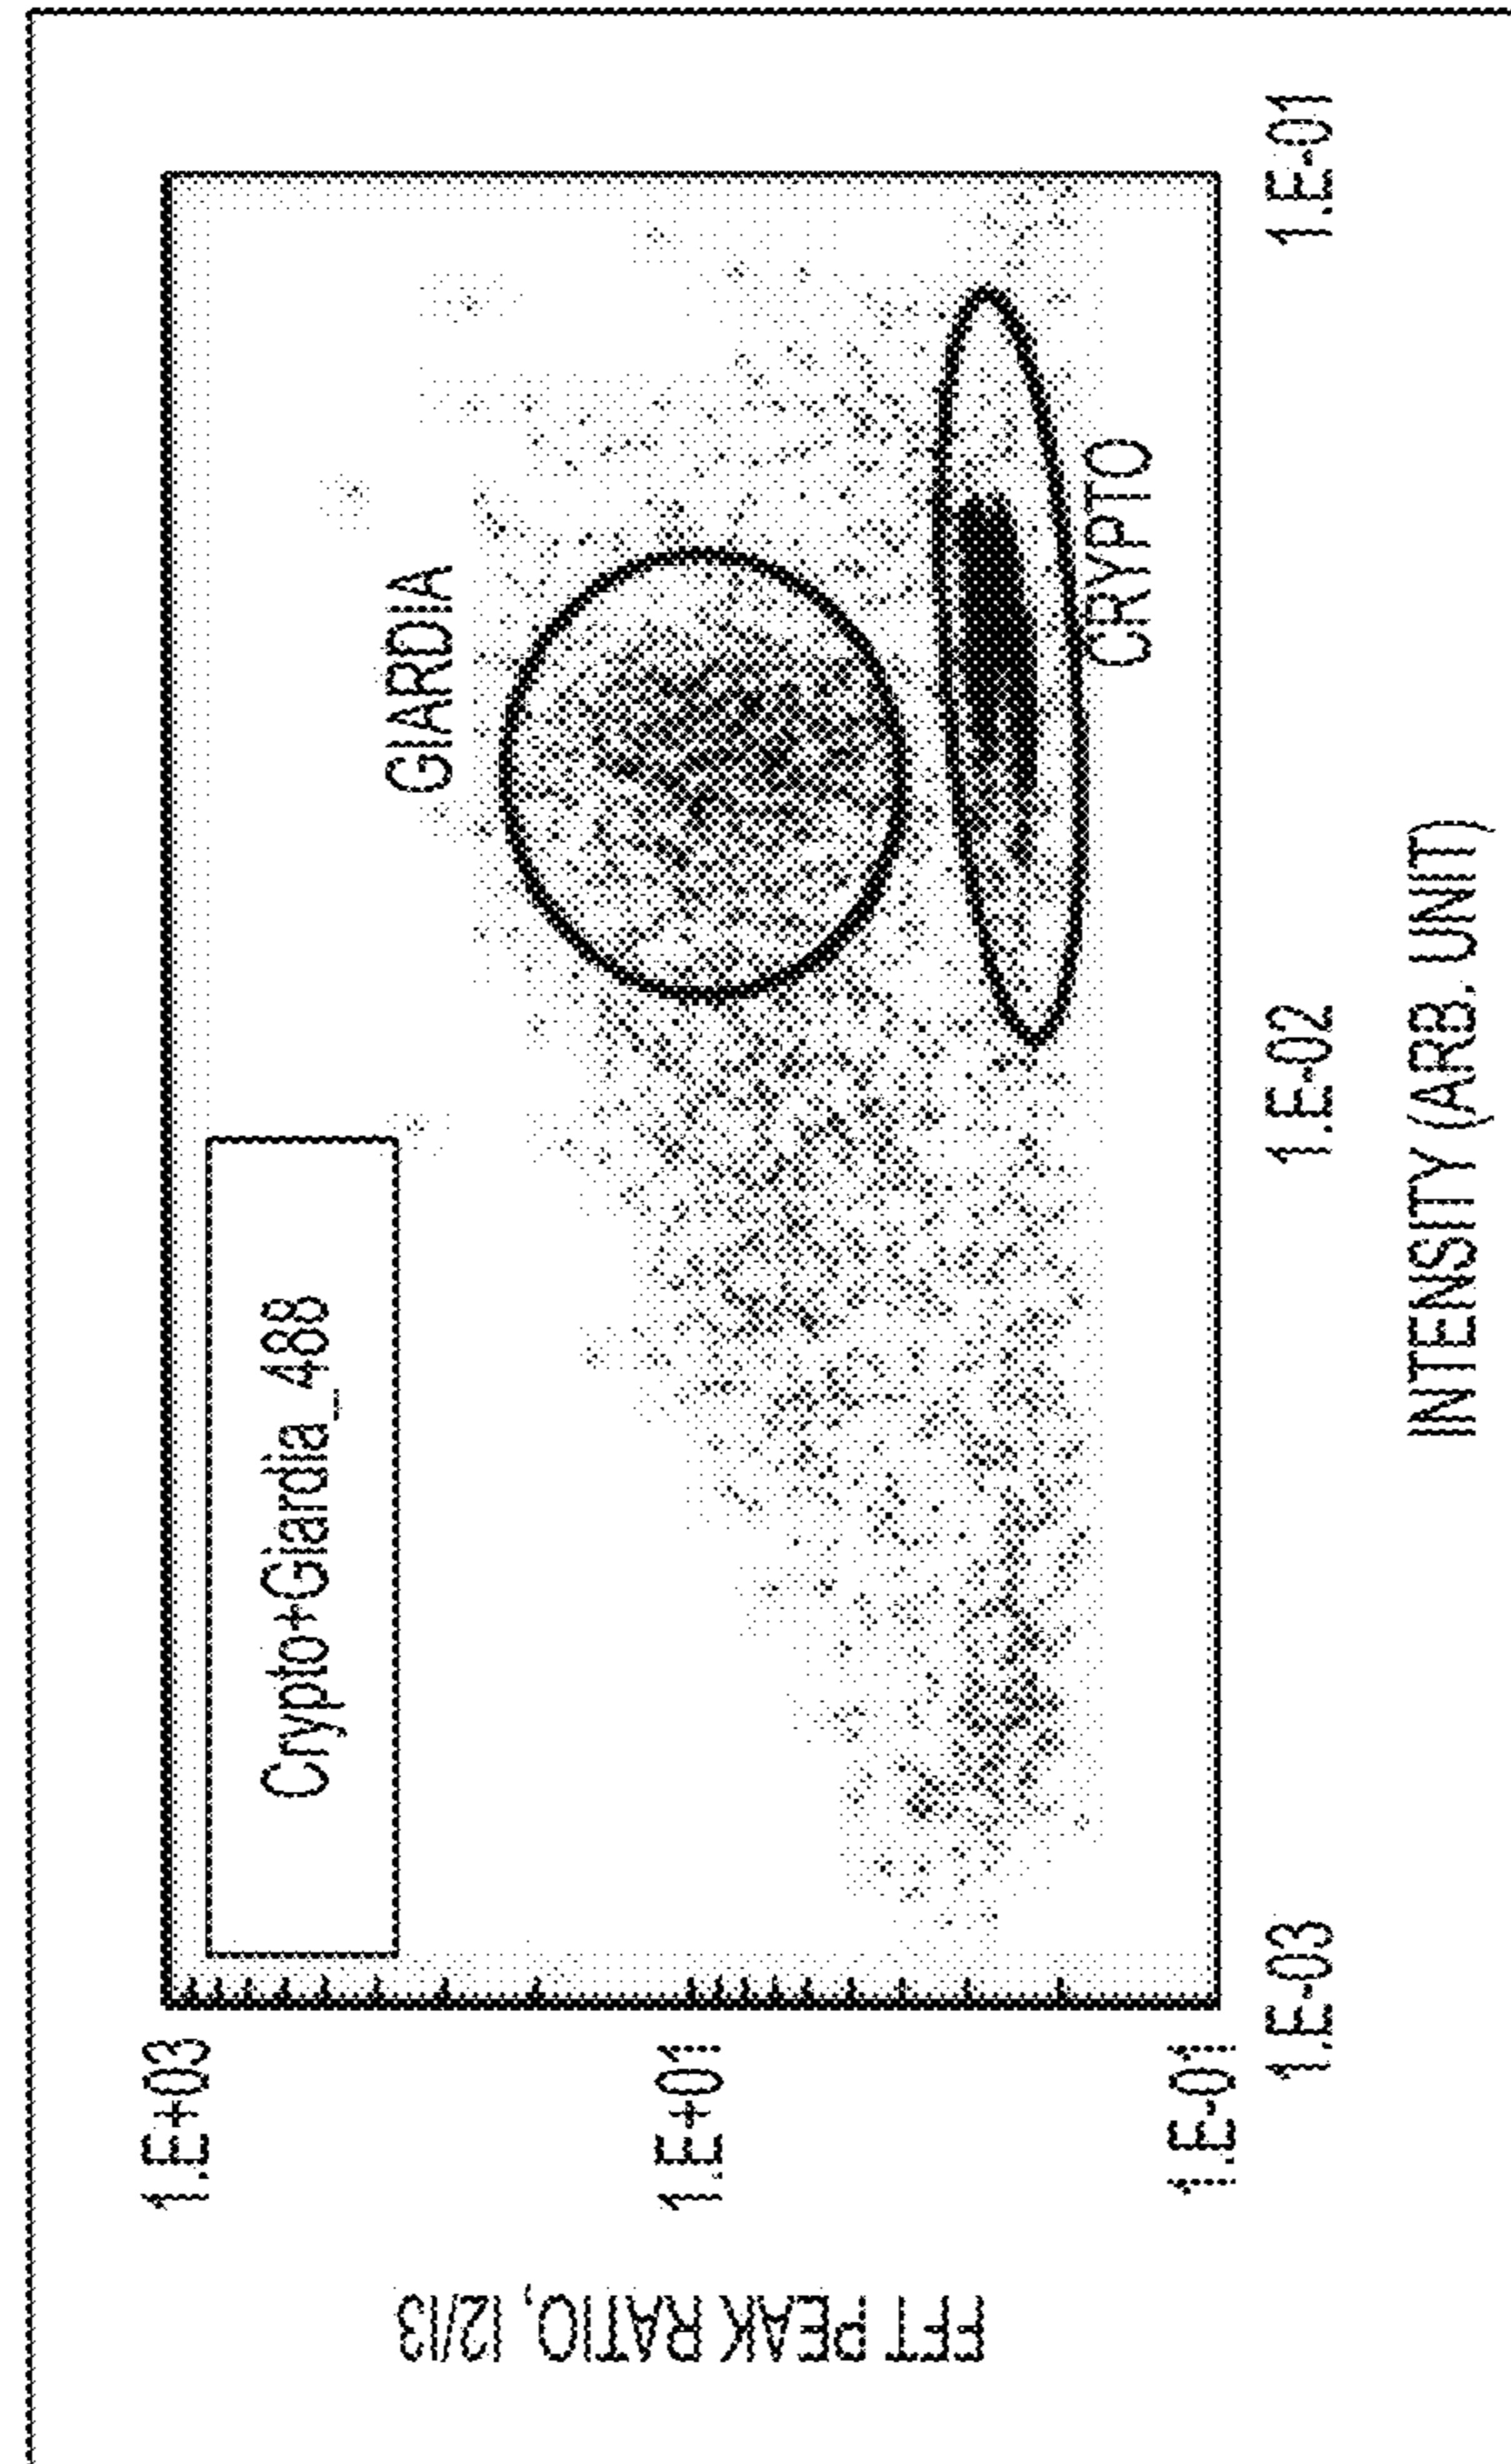 Crypto+Giardia_488
GIARDIA
CRYPTO
FFT PEAK RATIO, I2/I3
1.E+03
1.E+01
1.E-01
1.E-03
1.E-02
1.E-01
INTENSITY (ARB. UNIT)